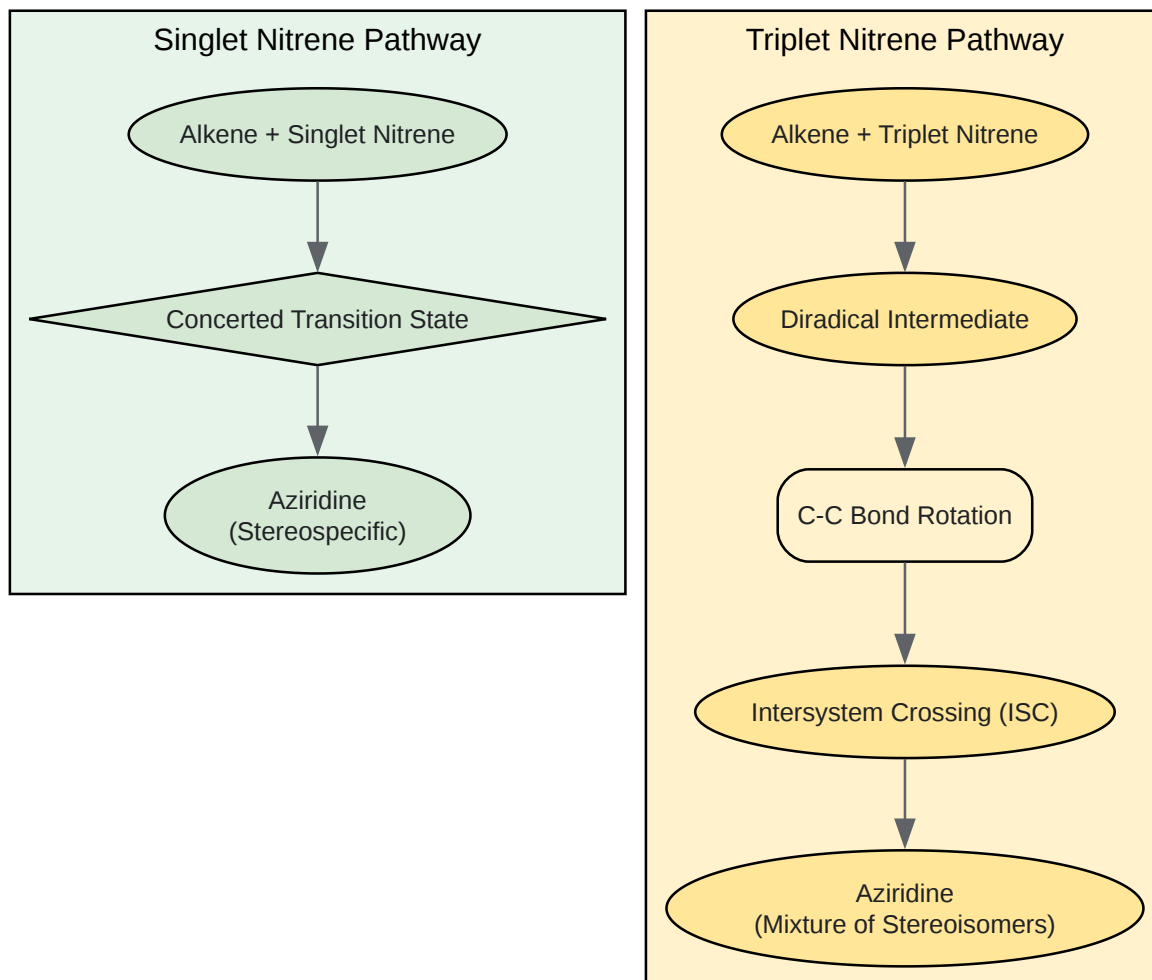 Singlet Nitrene Pathway
Alkene + Singlet Nitrene
Concerted Transition State
Aziridine
(Stereospecific)
Triplet Nitrene Pathway
Alkene + Triplet Nitrene
Diradical Intermediate
C-C Bond Rotation
Intersystem Crossing (ISC)
Aziridine
(Mixture of Stereoisomers)